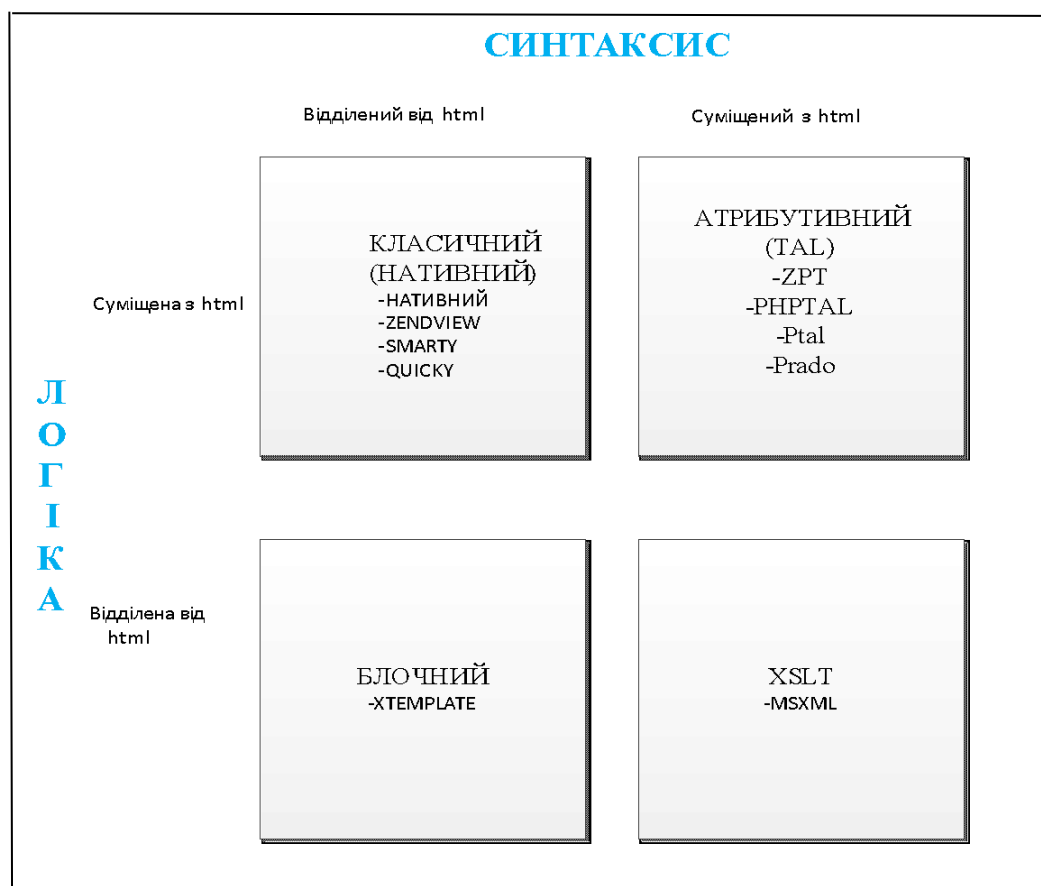 СИНТАКСИС
Відділений від html
Суміщений з html
КЛАСИЧНИЙ
(НАТИВНИЙ)
-НАТИВНИЙ
-ZENDVIEW
-SMARTY
-QUICKY
АТРИБУТИВНИЙ
(TAL)
-ZPT
-PHPTAL
-Ptal
-Prado
Суміщена з html
Л
О
Г
І
К
А
Відділена від
html
БЛОЧНИЙ
-XTEMPLATE
XSLT
-MSXML